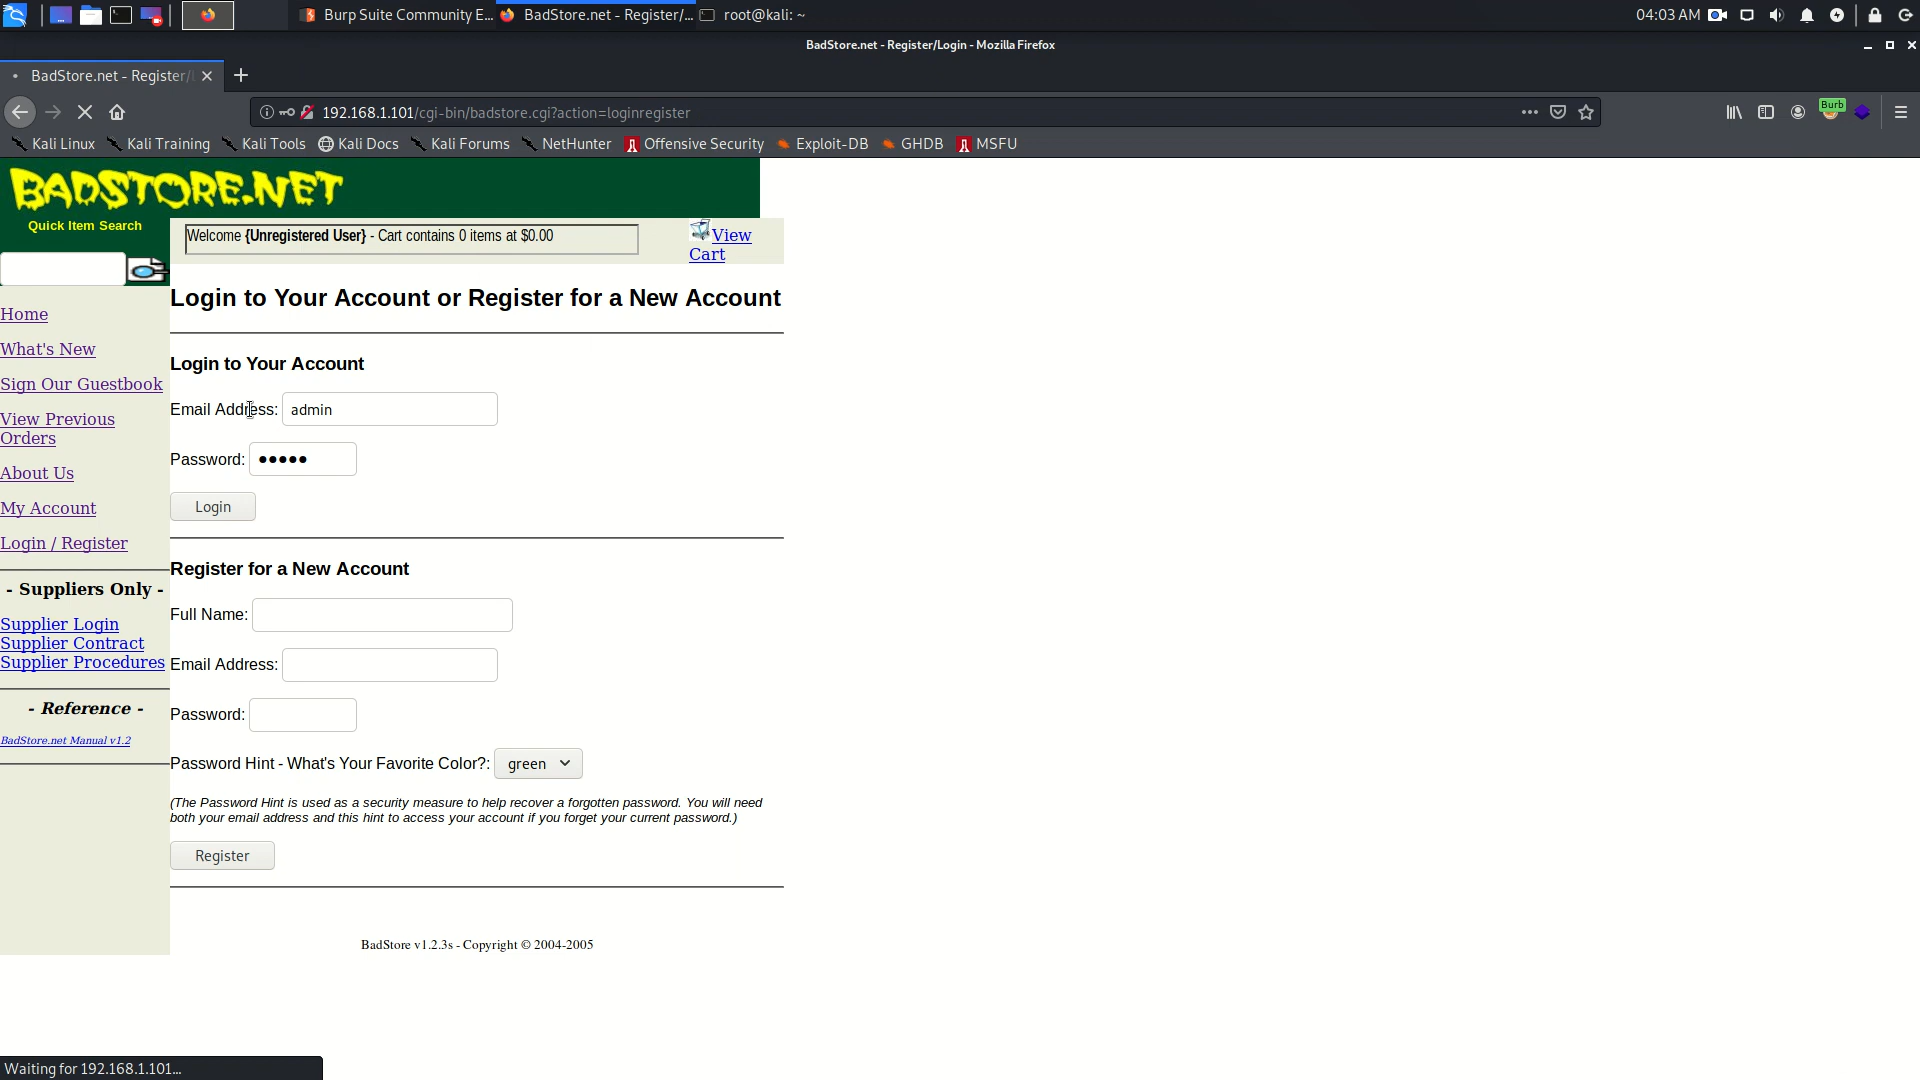 Burp Suite Community E... BadStore.net - Register/... root@kali: ~ 04:03 AM
BadStore.net - Register/Login - Mozilla Firefox
BadStore.net - Register/
192.168.1.101/cgi-bin/badstore.cgi?action=loginregister Burb
Kali Linux Kali Training Kali Tools Kali Docs Kali Forums NetHunter Offensive Security Exploit-DB GHDB MSFU
BADSTORE.NET
Quick Item Search
Welcome {Unregistered User} - Cart contains 0 items at $0.00
View
Cart
Home
What's New
Sign Our Guestbook
View Previous
Orders
About Us
My Account
Login / Register
- Suppliers Only -
Supplier Login
Supplier Contract
Supplier Procedures
- Reference -
BadStore.net Manual v1.2
Login to Your Account or Register for a New Account
Login to Your Account
Email Address: admin
Password: ●●●●●
Login
Register for a New Account
Full Name:
Email Address:
Password:
Password Hint - What's Your Favorite Color?: green
(The Password Hint is used as a security measure to help recover a forgotten password. You will need
both your email address and this hint to access your account if you forget your current password.)
Register
BadStore v1.2.3s - Copyright © 2004-2005
Waiting for 192.168.1.101...